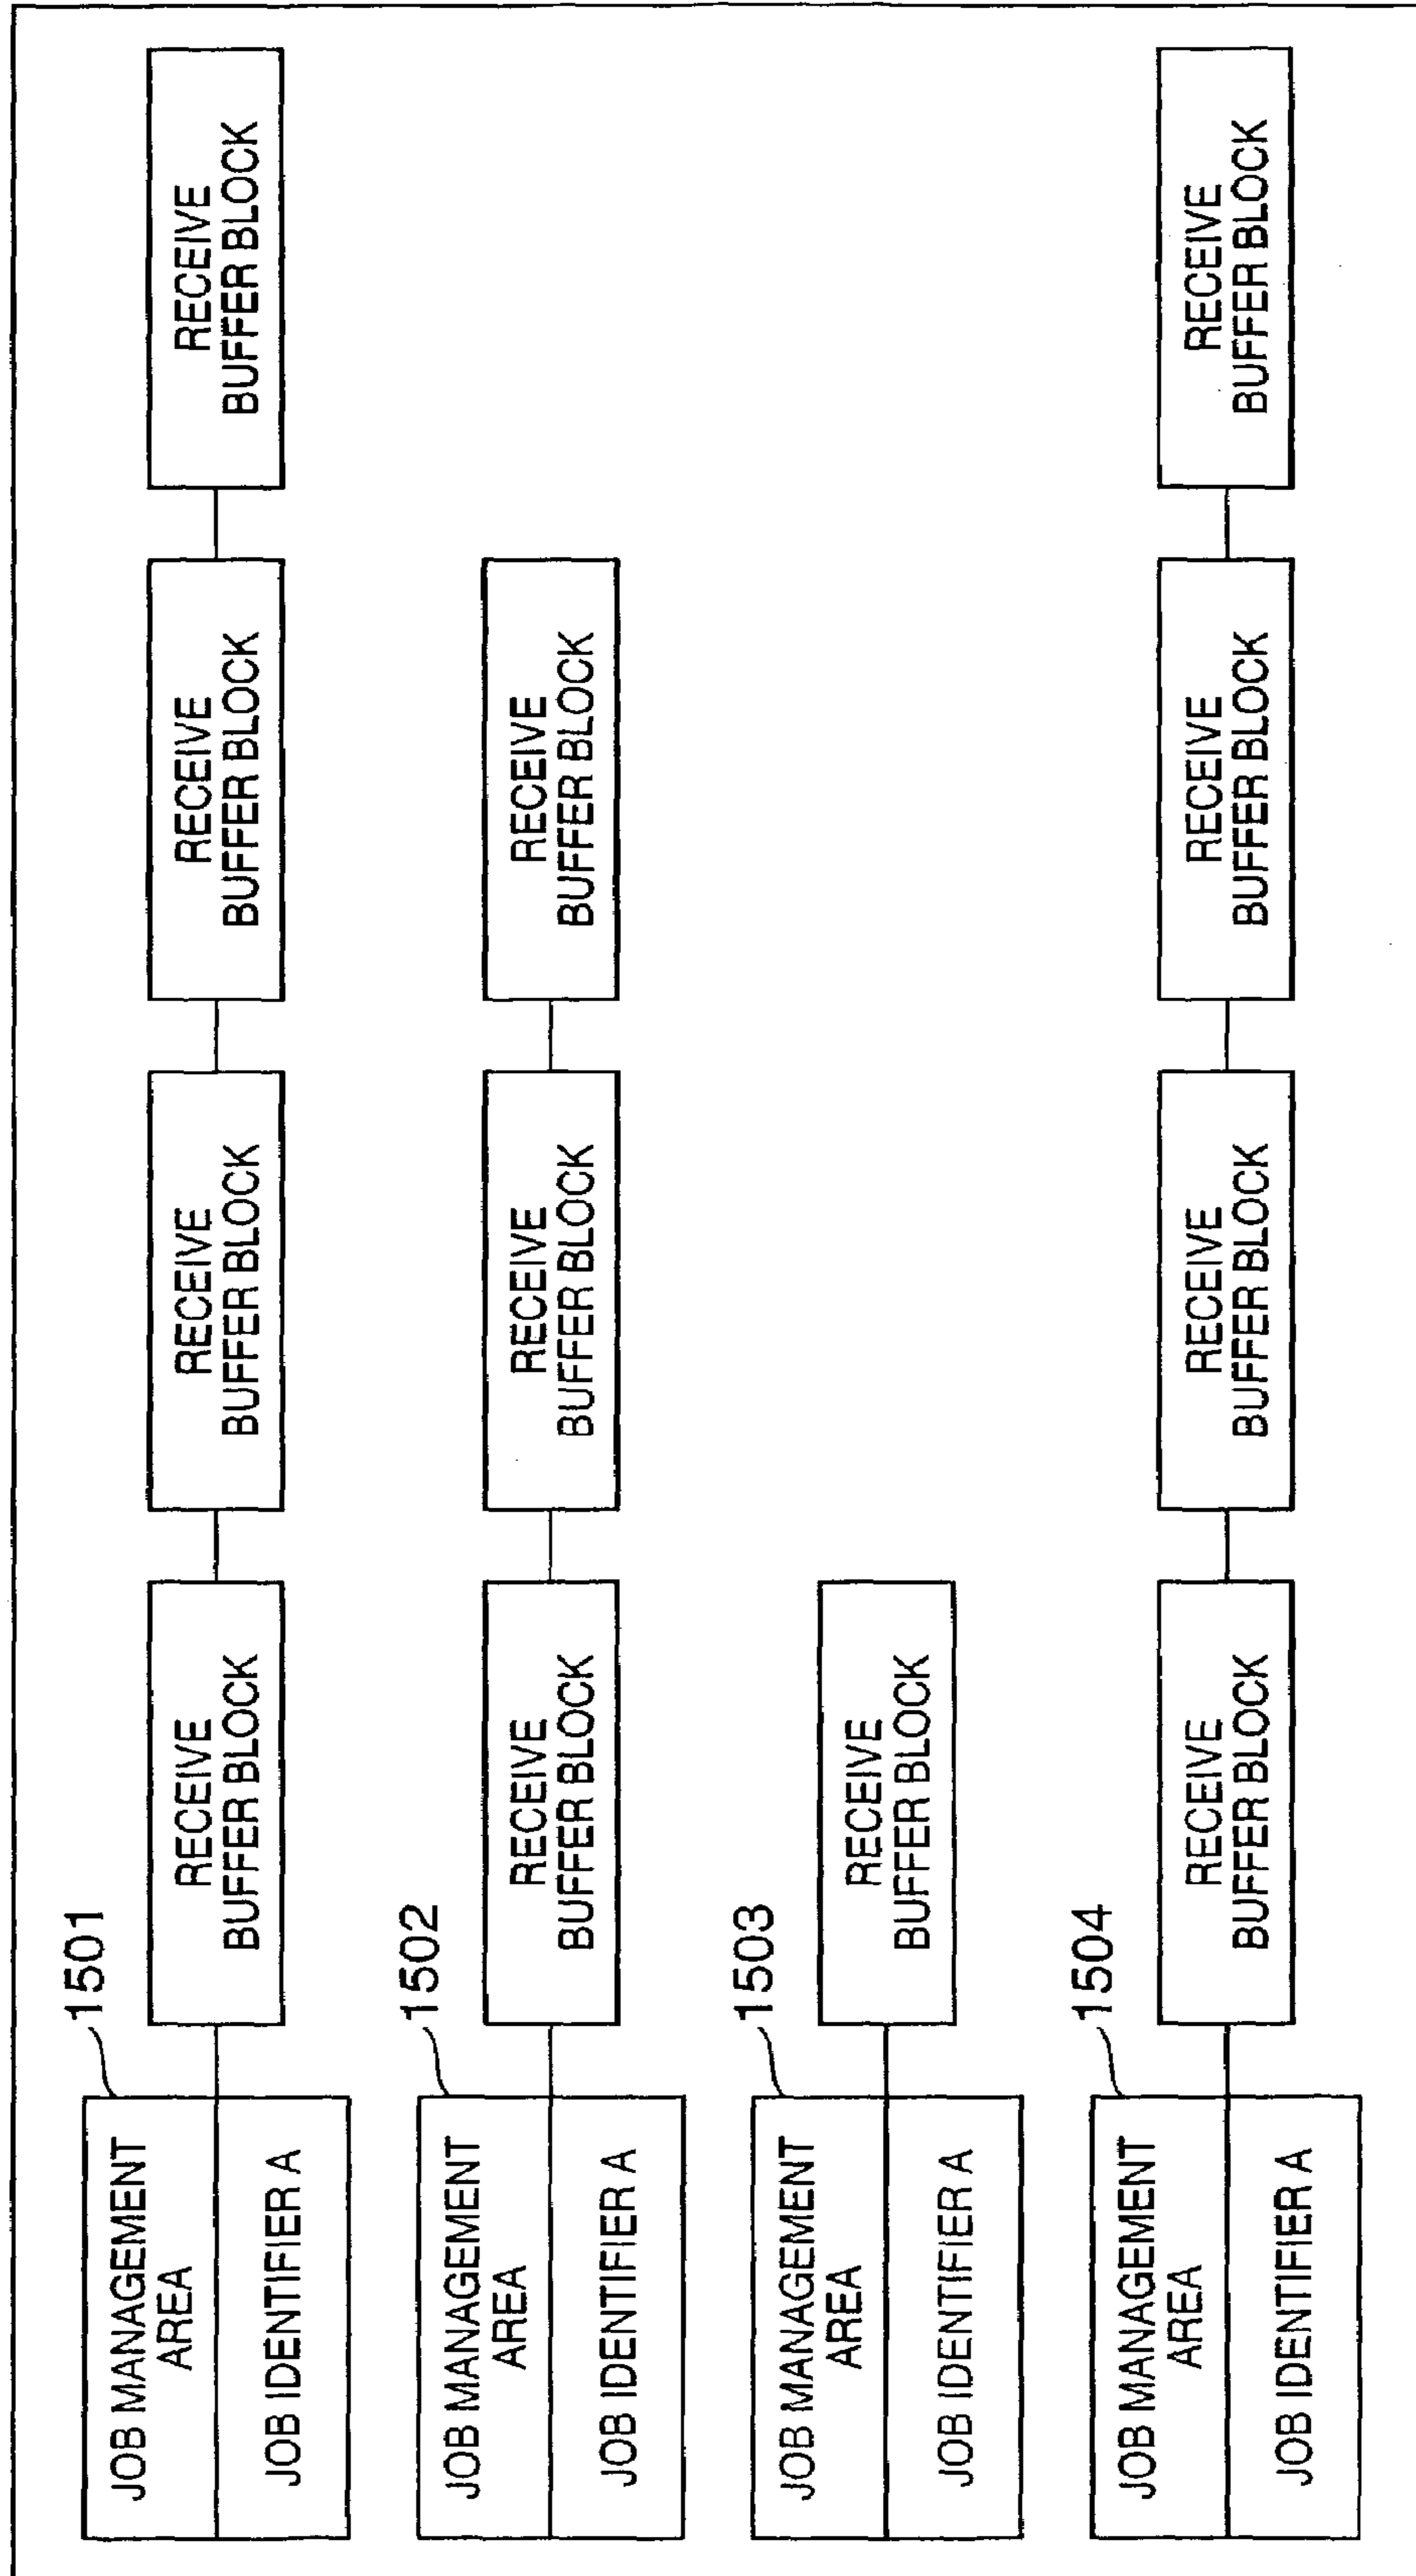 1501
JOB MANAGEMENT
AREA
JOB IDENTIFIER A
RECEIVE
BUFFER BLOCK
RECEIVE
BUFFER BLOCK
RECEIVE
BUFFER BLOCK
RECEIVE
BUFFER BLOCK
1502
JOB MANAGEMENT
AREA
JOB IDENTIFIER A
RECEIVE
BUFFER BLOCK
RECEIVE
BUFFER BLOCK
RECEIVE
BUFFER BLOCK
1503
JOB MANAGEMENT
AREA
JOB IDENTIFIER A
RECEIVE
BUFFER BLOCK
1504
JOB MANAGEMENT
AREA
JOB IDENTIFIER A
RECEIVE
BUFFER BLOCK
RECEIVE
BUFFER BLOCK
RECEIVE
BUFFER BLOCK
RECEIVE
BUFFER BLOCK